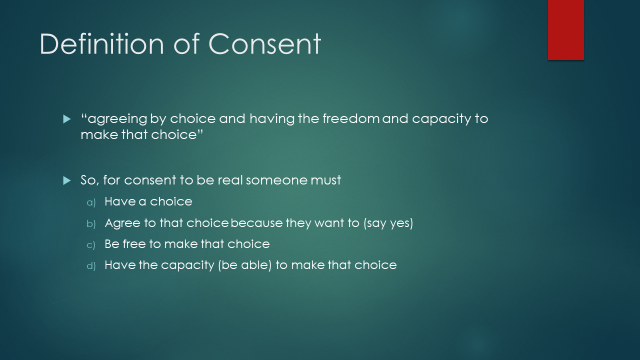 Definition of Consent
“agreeing by choice and having the freedom and capacity to
make that choice”
So, for consent to be real someone must
a) Have a choice
b) Agree to that choice because they want to (say yes)
c) Be free to make that choice
d) Have the capacity (be able) to make that choice